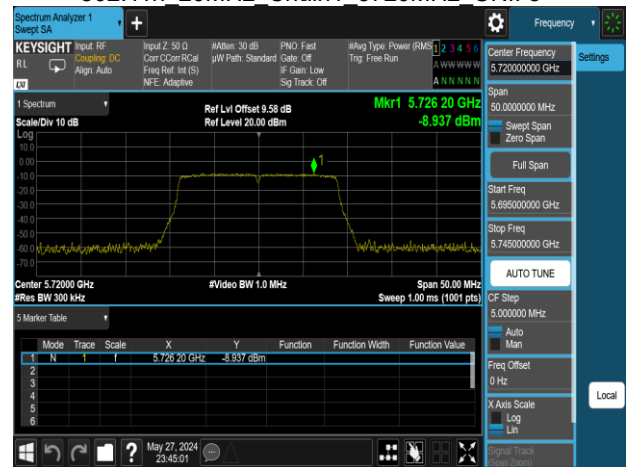 Spectrum Analyzer 1
Swept SA
+
Frequency
KEYSIGHT
RL
LXI
Input: RF
Coupling: DC
Align: Auto
Input Z: 50 Ω
Corr CCorr RCal
Freq Ref: Int (S)
NFE: Adaptive
#Atten: 30 dB
µW Path: Standard
PNO: Fast
Gate: Off
IF Gain: Low
Sig Track: Off
#Avg Type: Power (RMS)
Trig: Free Run
1 2 3 4 5 6
A W W W W W
A N N N N N
Center Frequency
5.720000000 GHz
Settings
1 Spectrum
Scale/Div 10 dB
Ref Lvl Offset 9.58 dB
Ref Level 20.00 dBm
Mkr1 5.726 20 GHz
-8.937 dBm
Log
10.0
0.00
-10.0
-20.0
-30.0
-40.0
-50.0
-60.0
-70.0
1
Center 5.72000 GHz
#Res BW 300 kHz
#Video BW 1.0 MHz
Span 50.00 MHz
Sweep 1.00 ms (1001 pts)
Span
50.0000000 MHz
Swept Span
Zero Span
Full Span
Start Freq
5.695000000 GHz
Stop Freq
5.745000000 GHz
AUTO TUNE
CF Step
5.000000 MHz
Auto
Man
Freq Offset
0 Hz
X Axis Scale
Log
Lin
Signal Track
(Span Zoom)
Local
5 Marker Table
Mode Trace Scale X Y Function Function Width Function Value
1 N 1 f 5.726 20 GHz -8.937 dBm
2
3
4
5
6
?
May 27, 2024
23:45:01